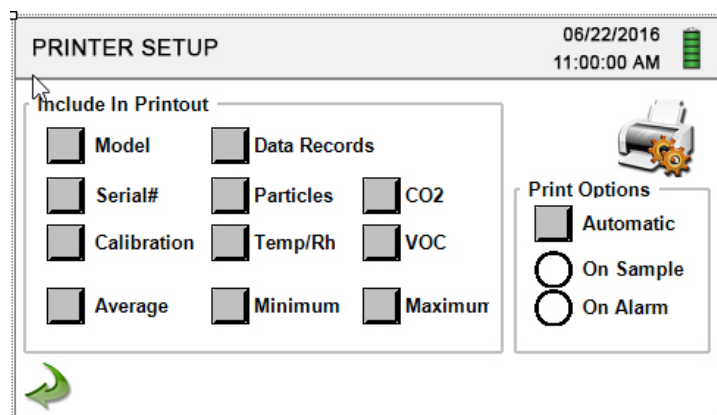 PRINTER SETUP
06/22/2016
11:00:00 AM
Include In Printout
Model Data Records
Serial# Particles CO2
Calibration Temp/Rh VOC
Average Minimum Maximum
Print Options
Automatic
On Sample
On Alarm